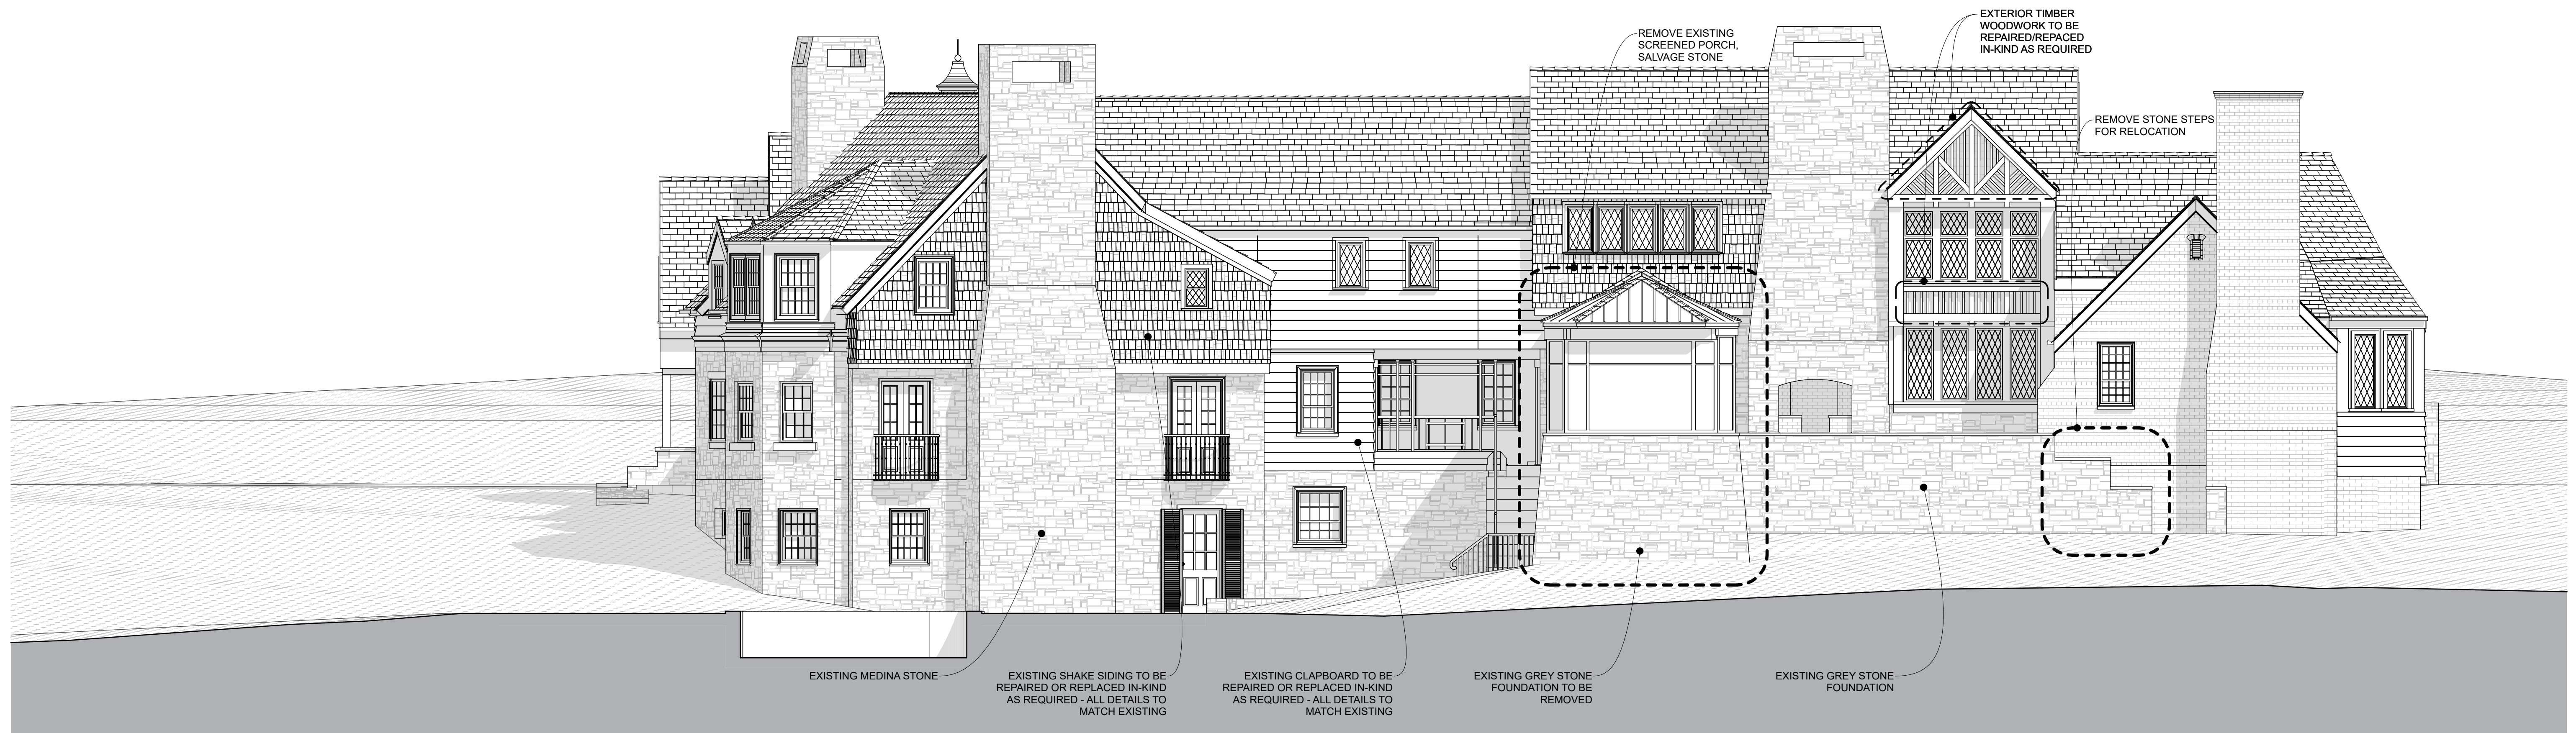 REMOVE EXISTING
SCREENED PORCH,
SALVAGE STONE
EXTERIOR TIMBER
WOODWORK TO BE
REPAIRED/REPACED
IN-KIND AS REQUIRED
REMOVE STONE STEPS
FOR RELOCATION
EXISTING MEDINA STONE
EXISTING SHAKE SIDING TO BE
REPAIRED OR REPLACED IN-KIND
AS REQUIRED - ALL DETAILS TO
MATCH EXISTING
EXISTING CLAPBOARD TO BE
REPAIRED OR REPLACED IN-KIND
AS REQUIRED - ALL DETAILS TO
MATCH EXISTING
EXISTING GREY STONE
FOUNDATION TO BE
REMOVED
EXISTING GREY STONE
FOUNDATION